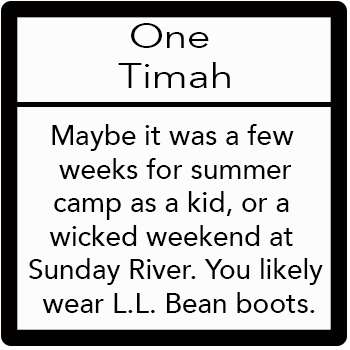 One
Timah
Maybe it was a few
weeks for summer
camp as a kid, or a
wicked weekend at
Sunday River. You likely
wear L.L. Bean boots.